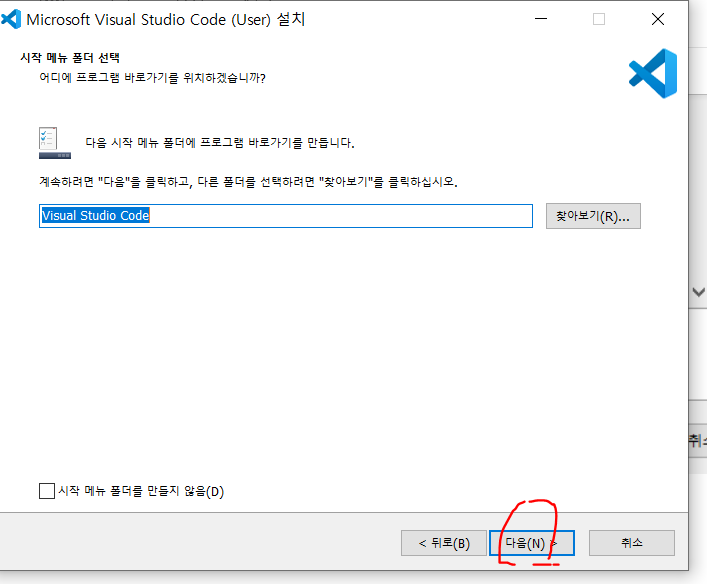 Microsoft Visual Studio Code (User) 설치
시작 메뉴 폴더 선택
어디에 프로그램 바로가기를 위치하겠습니까?
다음 시작 메뉴 폴더에 프로그램 바로가기를 만듭니다.
계속하려면 "다음"을 클릭하고, 다른 폴더를 선택하려면 "찾아보기"를 클릭하십시오.
Visual Studio Code
찾아보기(R)...
시작 메뉴 폴더를 만들지 않음(D)
< 뒤로(B)
다음(N) >
취소